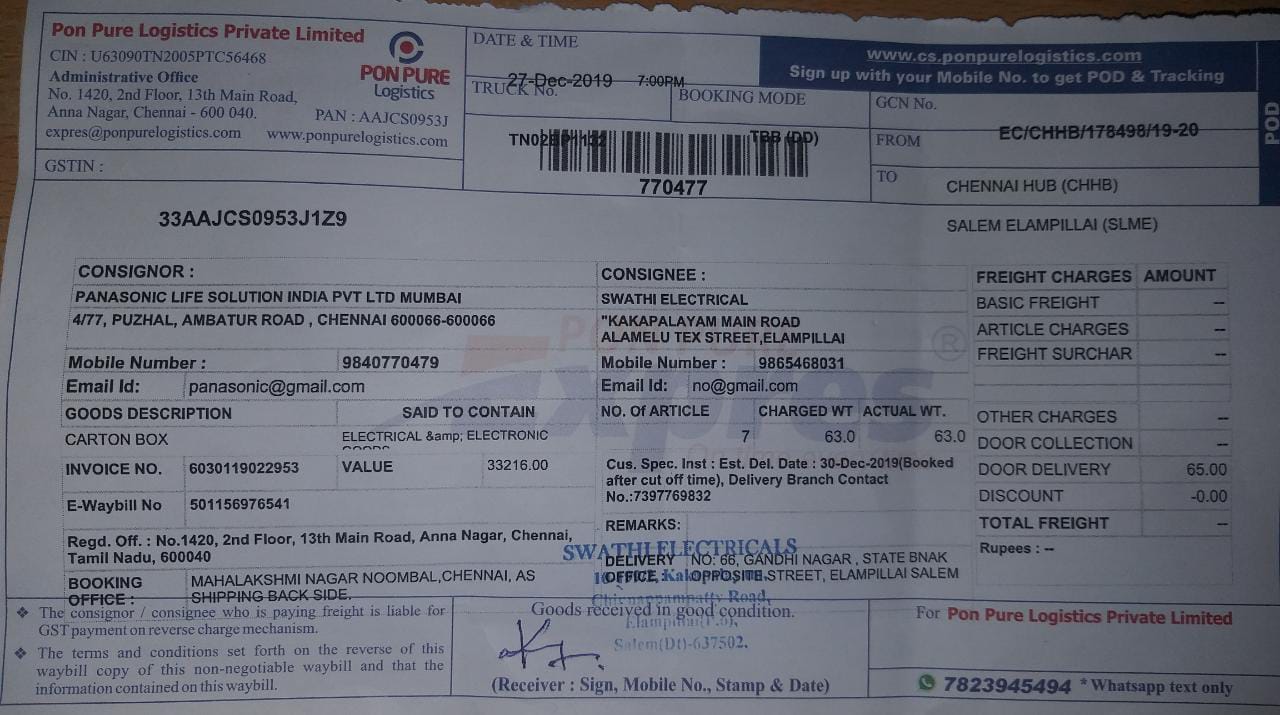 Pon Pure Logistics Private Limited
CIN : U63090TN2005PTC56468
Administrative Office
No. 1420, 2nd Floor, 13th Main Road,
Anna Nagar, Chennai - 600 040.
PAN : AAJCS0953J
expres@ponpurelogistics.com www.ponpurelogistics.com
PON PURE
Logistics
GSTIN :
33AAJCS0953J1Z9
DATE & TIME
27-Dec-2019 7:00PM
TRUCK No.
BOOKING MODE
TBB (DD)
770477
www.cs.ponpurelogistics.com
Sign up with your Mobile No. to get POD & Tracking
POD
GCN No.
EC/CHHB/178498/19-20
FROM
CHENNAI HUB (CHHB)
TO
SALEM ELAMPILLAI (SLME)
CONSIGNOR :
PANASONIC LIFE SOLUTION INDIA PVT LTD MUMBAI
4/77, PUZHAL, AMBATUR ROAD , CHENNAI 600066-600066
Mobile Number : 9840770479
Email Id: panasonic@gmail.com
CONSIGNEE :
SWATHI ELECTRICAL
"KAKAPALAYAM MAIN ROAD
ALAMELU TEX STREET,ELAMPILLAI
Mobile Number : 9865468031
Email Id: no@gmail.com
GOODS DESCRIPTION SAID TO CONTAIN
CARTON BOX ELECTRICAL &amp; ELECTRONIC
NO. Of ARTICLE CHARGED WT ACTUAL WT.
7 63.0 63.0
INVOICE NO. 6030119022953 VALUE 33216.00
E-Waybill No 501156976541
Cus. Spec. Inst : Est. Del. Date : 30-Dec-2019(Booked
after cut off time), Delivery Branch Contact
No.:7397769832
REMARKS:
Regd. Off. : No.1420, 2nd Floor, 13th Main Road, Anna Nagar, Chennai,
Tamil Nadu, 600040
BOOKING OFFICE : MAHALAKSHMI NAGAR NOOMBAL,CHENNAI, AS
SHIPPING BACK SIDE.
DELIVERY OFFICE : NO: 66, GANDHI NAGAR , STATE BNAK
OPPOSITE STREET, ELAMPILLAI SALEM
FREIGHT CHARGES AMOUNT
BASIC FREIGHT --
ARTICLE CHARGES --
FREIGHT SURCHAR --
OTHER CHARGES --
DOOR COLLECTION --
DOOR DELIVERY 65.00
DISCOUNT -0.00
TOTAL FREIGHT --
Rupees : --
Expres
®
SWATHI ELECTRICALS
Road,
Salem(Dt)-637502.
❖ The consignor / consignee who is paying freight is liable for
GST payment on reverse charge mechanism.
❖ The terms and conditions set forth on the reverse of this
waybill copy of this non-negotiable waybill and that the
information contained on this waybill.
Goods received in good condition.
(Receiver : Sign, Mobile No., Stamp & Date)
For Pon Pure Logistics Private Limited
7823945494 * Whatsapp text only